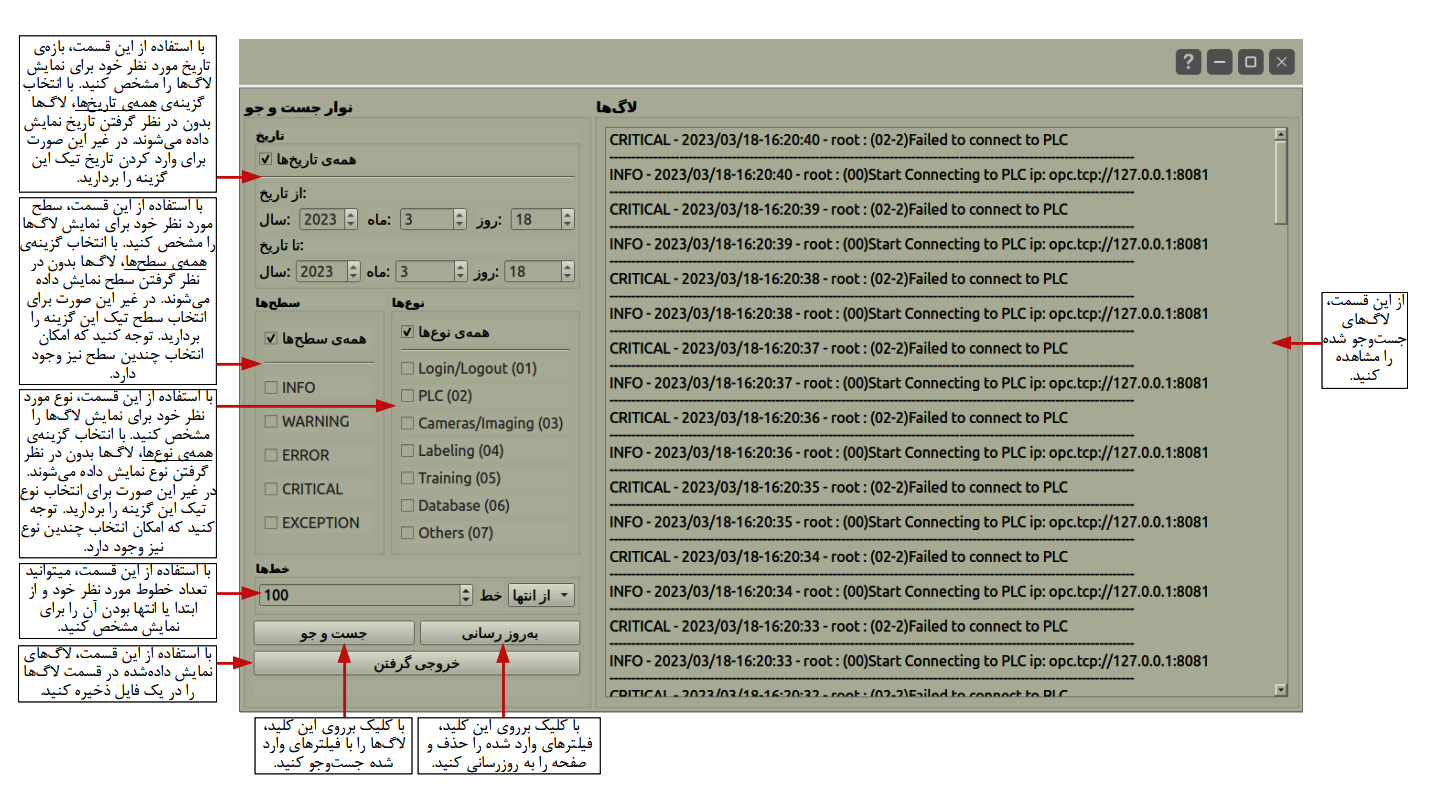 با استفاده از این قسمت، بازه‌ی
تاریخ مورد نظر خود برای نمایش
لاگ‌ها را مشخص کنید. با انتخاب
گزینه‌ی همه‌ی تاریخ‌ها، لاگ‌ها
بدون در نظر گرفتن تاریخ نمایش
داده می‌شوند. در غیر این صورت
برای وارد کردن تاریخ تیک این
گزینه را بردارید.
با استفاده از این قسمت، سطح
مورد نظر خود برای نمایش لاگ‌ها
را مشخص کنید. با انتخاب گزینه‌ی
همه‌ی سطح‌ها، لاگ‌ها بدون در
نظر گرفتن سطح نمایش داده
می‌شوند. در غیر این صورت برای
انتخاب سطح تیک این گزینه را
بردارید. توجه کنید که امکان
انتخاب چندین سطح نیز وجود
دارد.
با استفاده از این قسمت، نوع مورد
نظر خود برای نمایش لاگ‌ها را
مشخص کنید. با انتخاب گزینه‌ی
همه‌ی نوع‌ها، لاگ‌ها بدون در نظر
گرفتن نوع نمایش داده می‌شوند.
در غیر این صورت برای انتخاب نوع
تیک این گزینه را بردارید. توجه
کنید که امکان انتخاب چندین نوع
نیز وجود دارد.
با استفاده از این قسمت، میتوانید
تعداد خطوط مورد نظر خود و از
ابتدا یا انتها بودن آن را برای
نمایش مشخص کنید.
با استفاده از این قسمت، لاگ‌های
نمایش داده‌شده در قسمت لاگ‌ها
را در یک فایل ذخیره کنید.
نوار جست و جو
تاریخ
همه‌ی تاریخ‌ها
از تاریخ:
سال: 2023 ماه: 3 روز: 18
تا تاریخ:
سال: 2023 ماه: 3 روز: 18
سطح‌ها
همه‌ی سطح‌ها
INFO
WARNING
ERROR
CRITICAL
EXCEPTION
نوع‌ها
همه‌ی نوع‌ها
Login/Logout (01)
PLC (02)
Cameras/Imaging (03)
Labeling (04)
Training (05)
Database (06)
Others (07)
خط‌ها
100 خط از انتها
جست و جو
به‌روز رسانی
خروجی گرفتن
لاگ‌ها
CRITICAL - 2023/03/18-16:20:40 - root : (02-2)Failed to connect to PLC
INFO - 2023/03/18-16:20:40 - root : (00)Start Connecting to PLC ip: opc.tcp://127.0.0.1:8081
CRITICAL - 2023/03/18-16:20:39 - root : (02-2)Failed to connect to PLC
INFO - 2023/03/18-16:20:39 - root : (00)Start Connecting to PLC ip: opc.tcp://127.0.0.1:8081
CRITICAL - 2023/03/18-16:20:38 - root : (02-2)Failed to connect to PLC
INFO - 2023/03/18-16:20:38 - root : (00)Start Connecting to PLC ip: opc.tcp://127.0.0.1:8081
CRITICAL - 2023/03/18-16:20:37 - root : (02-2)Failed to connect to PLC
INFO - 2023/03/18-16:20:37 - root : (00)Start Connecting to PLC ip: opc.tcp://127.0.0.1:8081
CRITICAL - 2023/03/18-16:20:36 - root : (02-2)Failed to connect to PLC
INFO - 2023/03/18-16:20:36 - root : (00)Start Connecting to PLC ip: opc.tcp://127.0.0.1:8081
CRITICAL - 2023/03/18-16:20:35 - root : (02-2)Failed to connect to PLC
INFO - 2023/03/18-16:20:35 - root : (00)Start Connecting to PLC ip: opc.tcp://127.0.0.1:8081
CRITICAL - 2023/03/18-16:20:34 - root : (02-2)Failed to connect to PLC
INFO - 2023/03/18-16:20:34 - root : (00)Start Connecting to PLC ip: opc.tcp://127.0.0.1:8081
CRITICAL - 2023/03/18-16:20:33 - root : (02-2)Failed to connect to PLC
INFO - 2023/03/18-16:20:33 - root : (00)Start Connecting to PLC ip: opc.tcp://127.0.0.1:8081
CRITICAL - 2023/03/18-16:20:32 - root : (02-2)Failed to connect to PLC
از این قسمت،
لاگ‌های
جست‌وجو شده
را مشاهده
کنید.
با کلیک برروی این کلید،
لاگ‌ها را با فیلترهای وارد
شده جست‌وجو کنید.
با کلیک برروی این کلید،
فیلترهای وارد شده را حذف و
صفحه را به روزرسانی کنید.